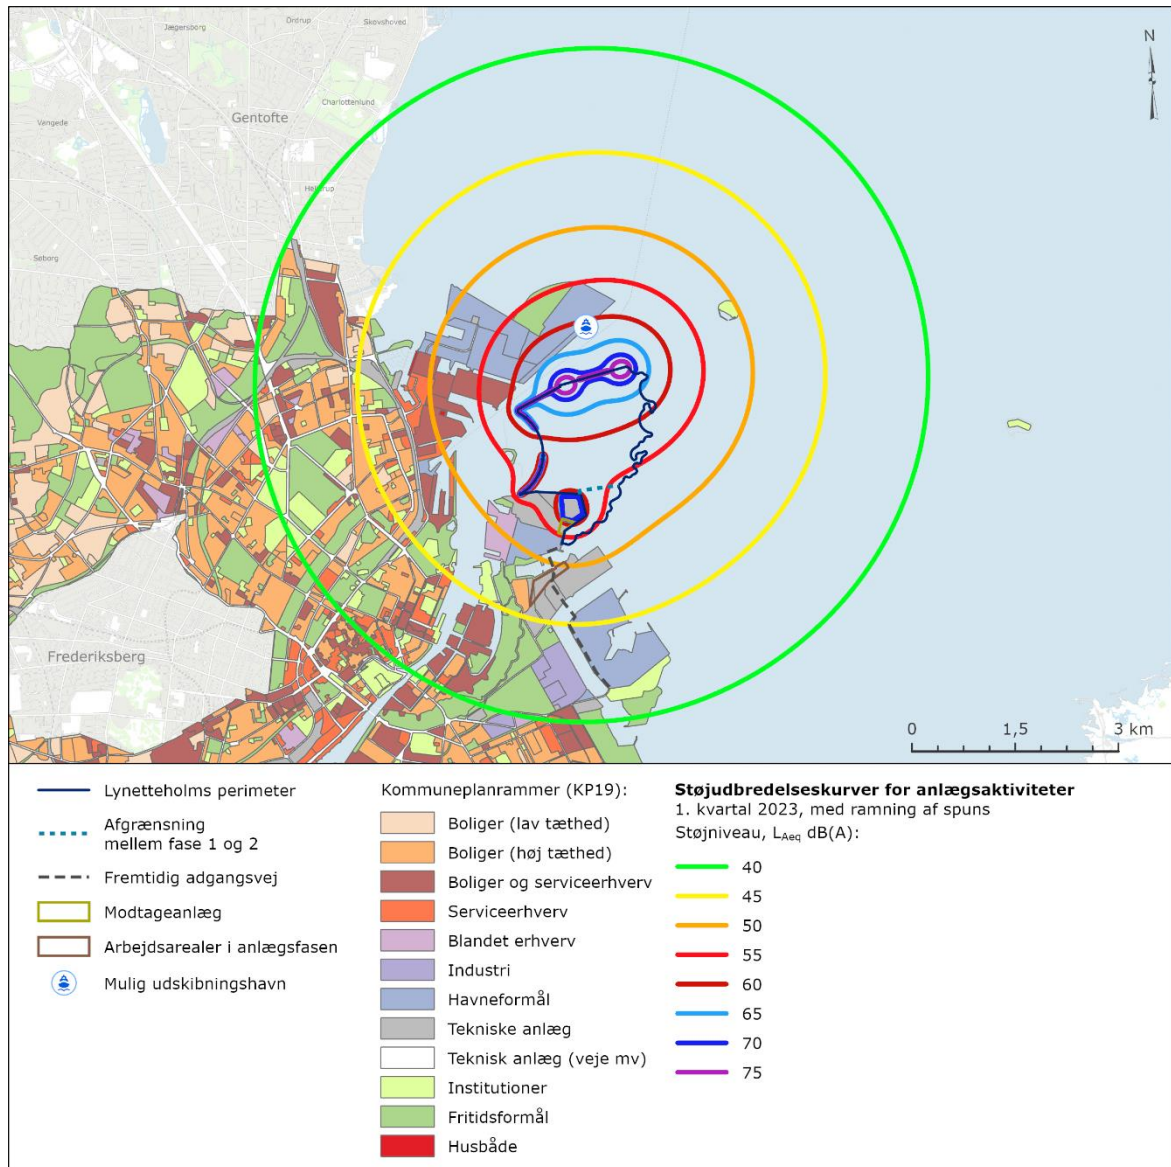 Jægersborg
Ordrup
Skovshoved
Charlottenlund
Vangede
Gentofte
Hellerup
Søborg
Frederiksberg
N
0 1,5 3 km
Lynetteholms perimeter
Afgrænsning
mellem fase 1 og 2
Fremtidig adgangsvej
Modtageanlæg
Arbejdsarealer i anlægsfasen
Mulig udskibningshavn
Kommuneplanrammer (KP19):
Boliger (lav tæthed)
Boliger (høj tæthed)
Boliger og serviceerhverv
Serviceerhverv
Blandet erhverv
Industri
Havneformål
Tekniske anlæg
Teknisk anlæg (veje mv)
Institutioner
Fritidsformål
Husbåde
Støjudbredelseskurver for anlægsaktiviteter
1. kvartal 2023, med ramning af spuns
Støjniveau, LAeq dB(A):
40
45
50
55
60
65
70
75